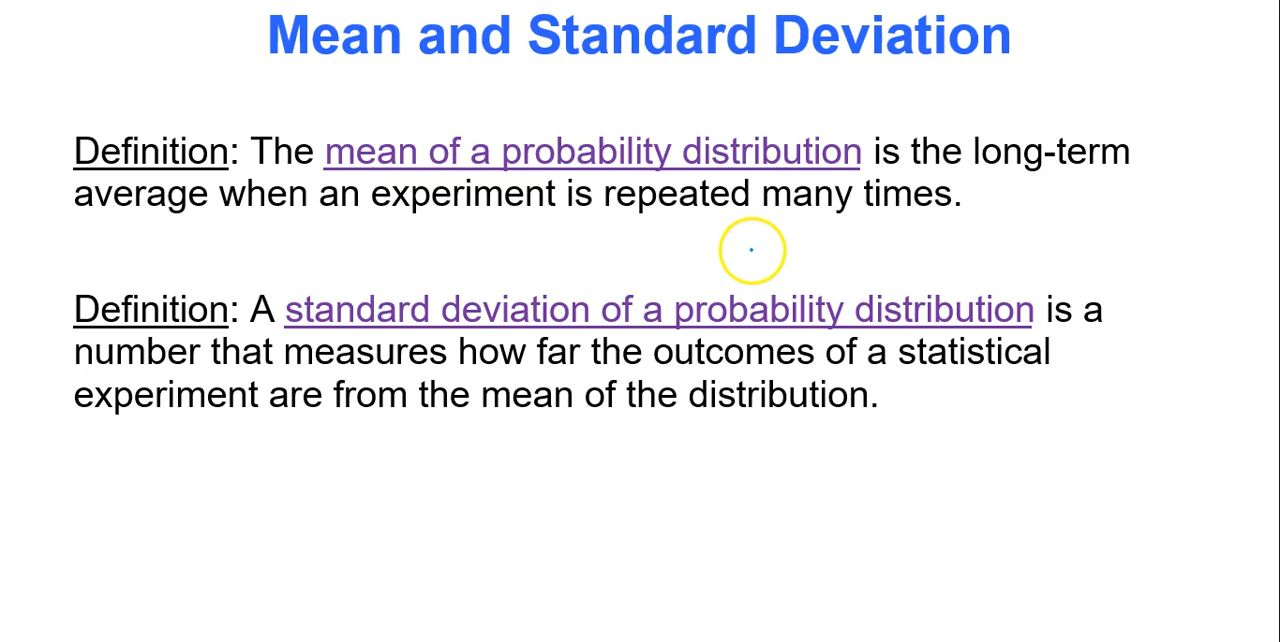 Mean and Standard Deviation
Definition: The mean of a probability distribution is the long-term
average when an experiment is repeated many times.
Definition: A standard deviation of a probability distribution is a
number that measures how far the outcomes of a statistical
experiment are from the mean of the distribution.